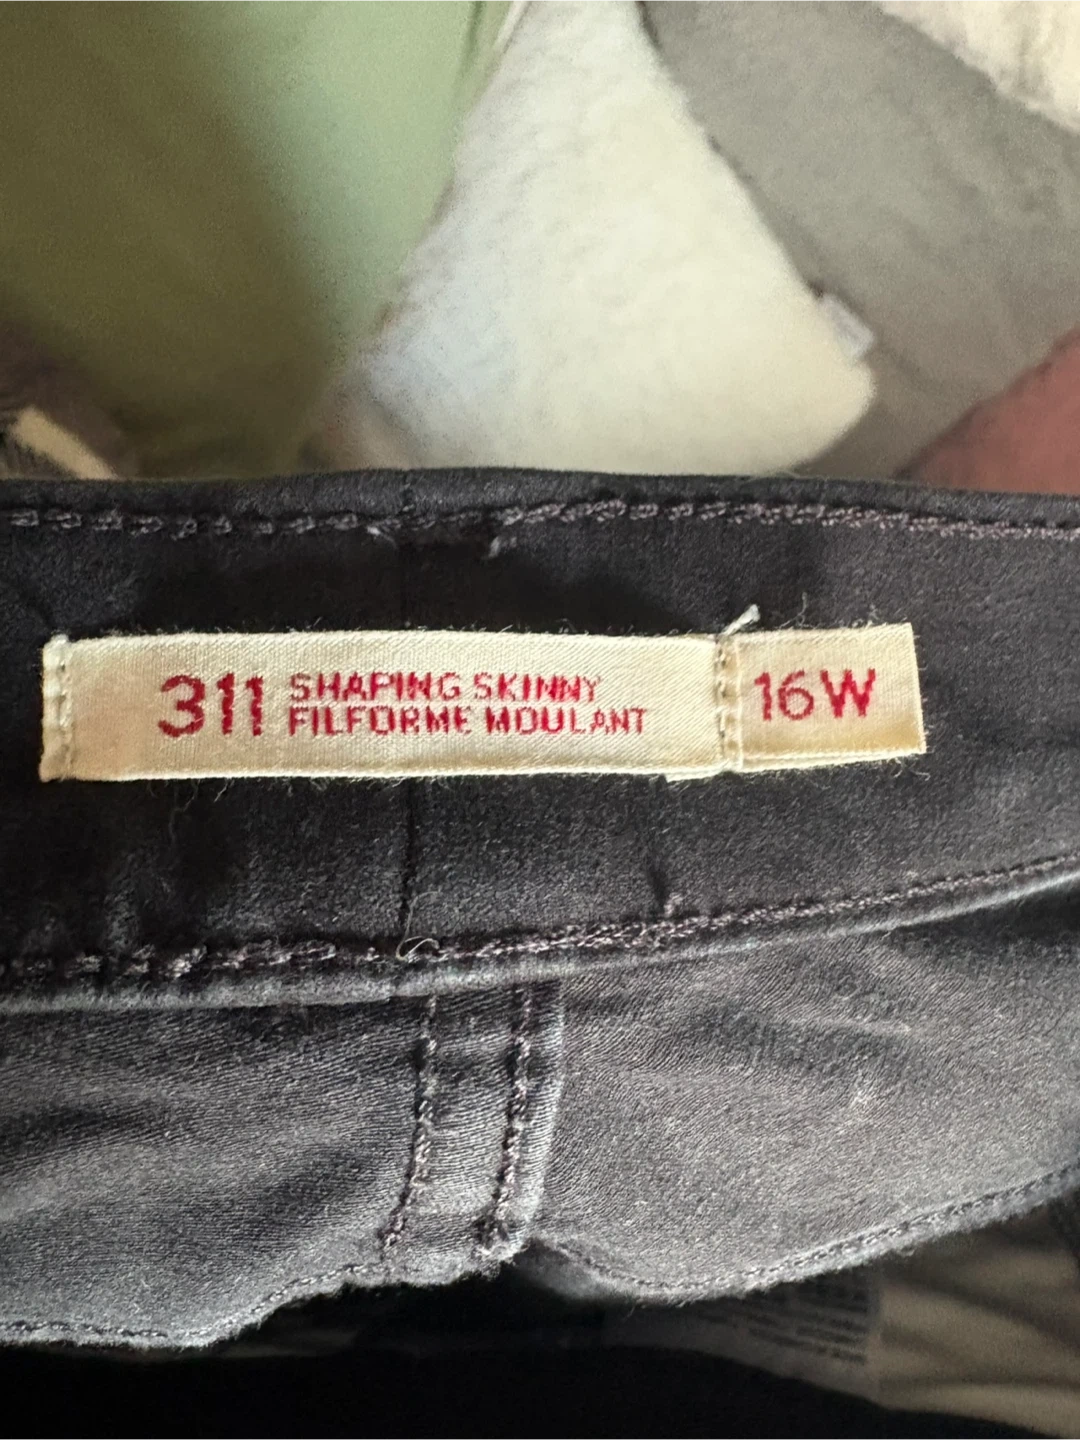 311 SHAPING SKINNY
FILFORME MOULANT
16W